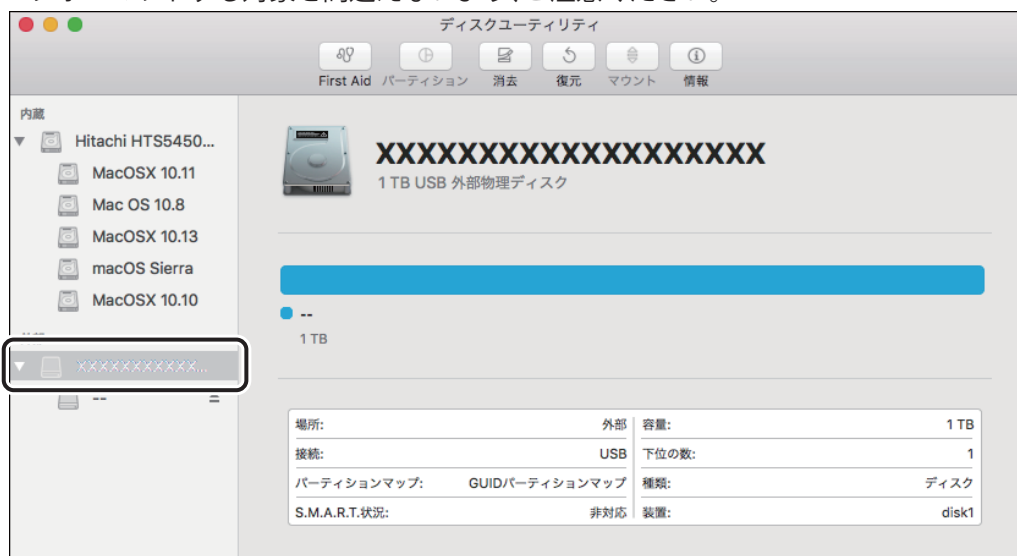 ディスクユーティリティ
First Aid パーティション 消去 復元 マウント 情報
内蔵
Hitachi HTS5450...
MacOSX 10.11
Mac OS 10.8
MacOSX 10.13
macOS Sierra
MacOSX 10.10
XXXXXXXXXXX...
--
XXXXXXXXXXXXXXXXXXX
1 TB USB 外部物理ディスク
--
1 TB
場所: 外部 容量: 1 TB
接続: USB 下位の数: 1
パーティションマップ: GUIDパーティションマップ 種類: ディスク
S.M.A.R.T.状況: 非対応 装置: disk1